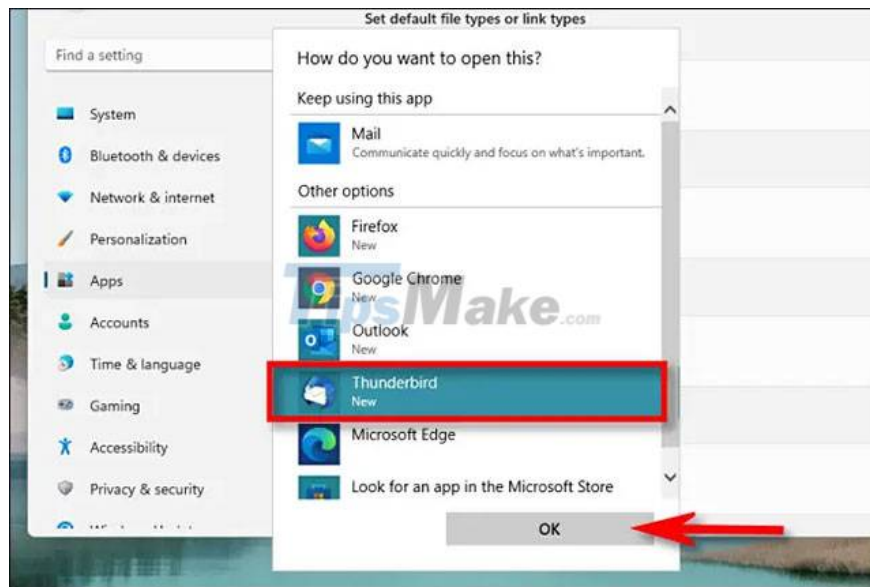 Set default file types or link types
Find a setting
System
Bluetooth & devices
Network & internet
Personalization
Apps
Accounts
Time & language
Gaming
Accessibility
Privacy & security
How do you want to open this?
Keep using this app
Mail
Communicate quickly and focus on what's important.
Other options
Firefox
New
Google Chrome
New
Outlook
New
Thunderbird
New
Microsoft Edge
Look for an app in the Microsoft Store
OK
TipsMake.com